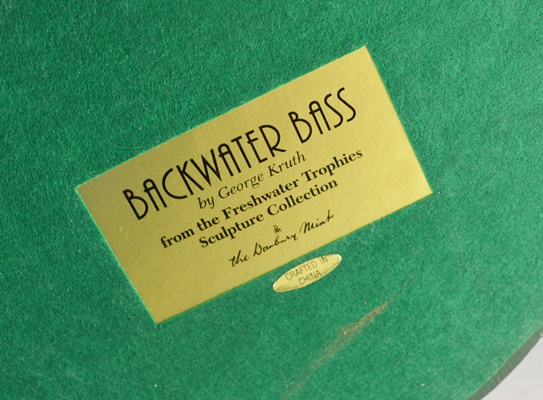 BACKWATER BASS
by George Kruth
from the Freshwater Trophies
Sculpture Collection
the Danbury Mint
CRAFTED IN
CHINA